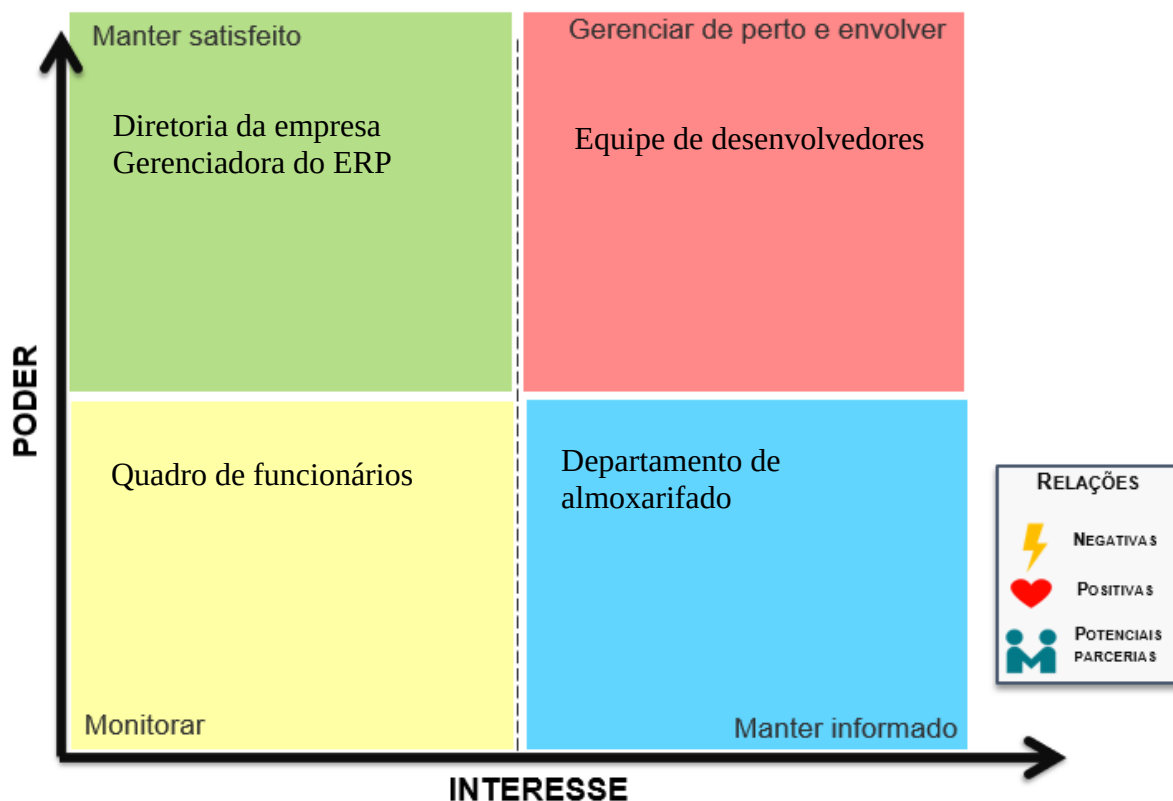 Manter satisfeito
Gerenciar de perto e envolver
Diretoria da empresa
Gerenciadora do ERP
Equipe de desenvolvedores
PODER
Quadro de funcionários
Departamento de
almoxarifado
RELAÇÕES
NEGATIVAS
POSITIVAS
POTENCIAIS
PARCERIAS
Monitorar
Manter informado
INTERESSE